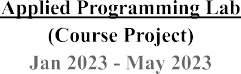 Applied Programming Lab
(Course Project)
Jan 2023 - May 2023